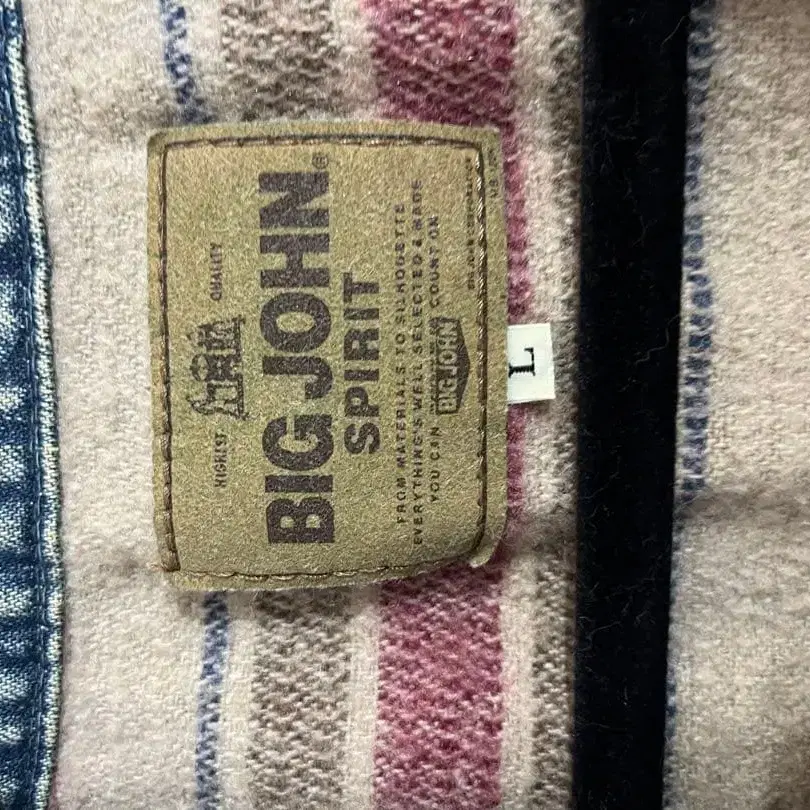 HIGHEST QUALITY
BIG JOHN®
SPIRIT
FROM MATERIALS TO SILHOUETTE
EVERYTHING'S WELL SELECTED & MADE
YOU CAN COUNT ON
BIG JOHN
L